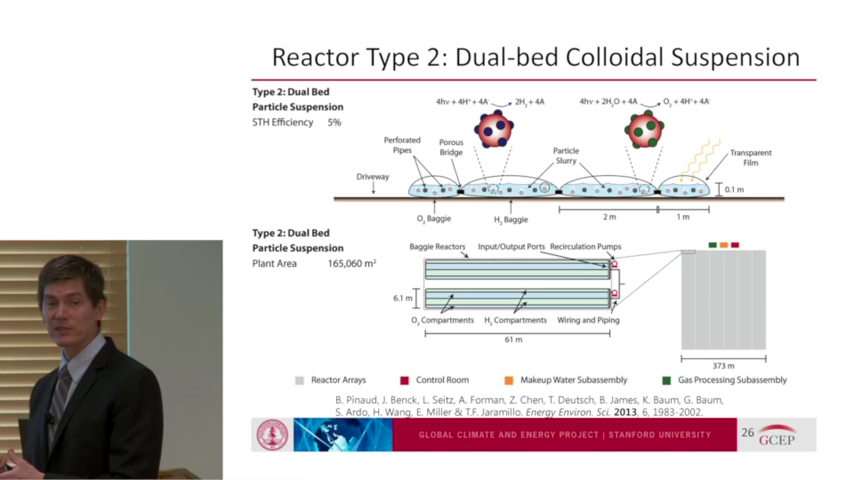 Reactor Type 2: Dual-bed Colloidal Suspension
Type 2: Dual Bed
Particle Suspension
STH Efficiency 5%
4hν + 4H⁺ + 4A⁻ 2H₂ + 4A
4hν + 2H₂O + 4A O₂ + 4H⁺ + 4A⁻
Perforated
Pipes
Porous
Bridge
Particle
Slurry
Transparent
Film
Driveway
0.1 m
O₂ Baggie
H₂ Baggie
2 m
1 m
Type 2: Dual Bed
Particle Suspension
Plant Area 165,060 m²
Baggie Reactors
Input/Output Ports
Recirculation Pumps
6.1 m
O₂ Compartments
H₂ Compartments
Wiring and Piping
61 m
373 m
Reactor Arrays
Control Room
Makeup Water Subassembly
Gas Processing Subassembly
B. Pinaud, J. Benck, L. Seitz, A. Forman, Z. Chen, T. Deutsch, B. James, K. Baum, G. Baum,
S. Ardo, H. Wang, E. Miller & T.F. Jaramillo. Energy Environ. Sci. 2013, 6, 1983-2002.
GLOBAL CLIMATE AND ENERGY PROJECT | STANFORD UNIVERSITY
26
GCEP